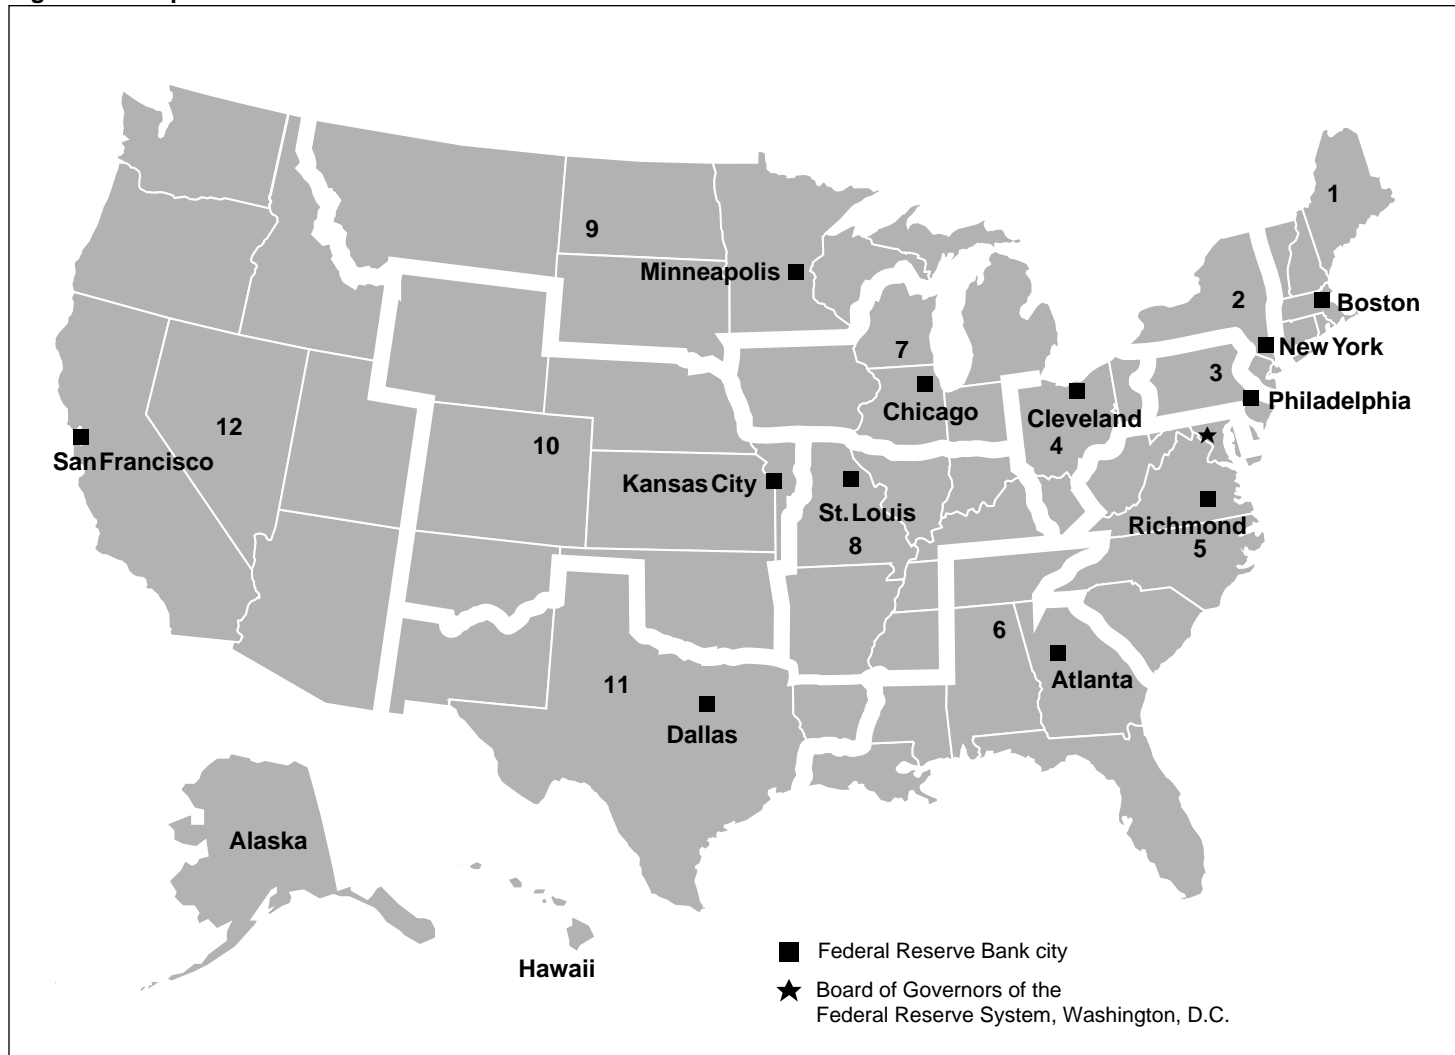 1
9
Minneapolis
2
Boston
New York
7
3
Chicago
Cleveland
Philadelphia
12
10
4
San Francisco
Kansas City
St. Louis
Richmond
8
5
6
11
Atlanta
Dallas
Alaska
Hawaii
Federal Reserve Bank city
Board of Governors of the
Federal Reserve System, Washington, D.C.